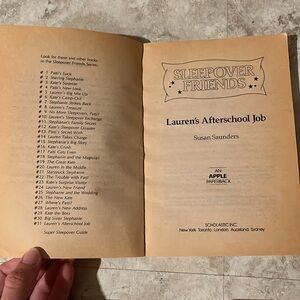 Look for these and other books
in the Sleepover Friends Series:
# 1 Patti's Luck
# 2 Starring Stephanie
# 3 Kate's Surprise
# 4 Patti's New Look
# 5 Lauren's Big Mix-Up
# 6 Kate's Camp-Out
# 7 Stephanie Strikes Back
# 8 Lauren's Treasure
# 9 No More Sleepovers, Patti?
#10 Lauren's Sleepover Exchange
#11 Stephanie's Family Secret
#12 Kate's Sleepover Disaster
#13 Patti's Secret Wish
#14 Lauren Takes Charge
#15 Stephanie's Big Story
#16 Kate's Crush
#17 Patti Gets Even
#18 Stephanie and the Magician
#19 The Great Kate
#20 Lauren in the Middle
#21 Starstruck Stephanie
#22 The Trouble with Patti
#23 Kate's Surprise Visitor
#24 Lauren's New Friend
#25 Stephanie and the Wedding
#26 The New Kate
#27 Where's Patti?
#28 Lauren's New Address
#29 Kate the Boss
#30 Big Sister Stephanie
#31 Lauren's Afterschool Job
Super Sleepover Guide
SLEEPOVER
FRIENDS
Lauren's Afterschool Job
Susan Saunders
AN
APPLE
PAPERBACK
SCHOLASTIC INC.
New York Toronto London Auckland Sydney